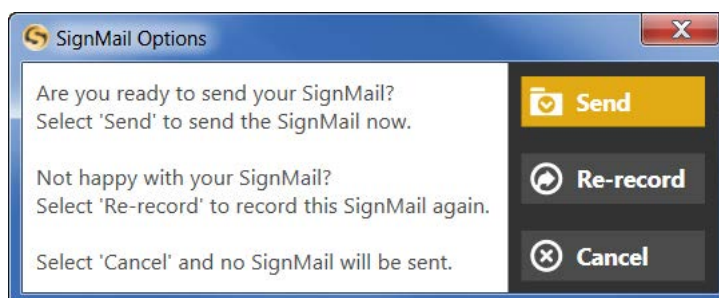 SignMail Options
Are you ready to send your SignMail?
Select 'Send' to send the SignMail now.
Not happy with your SignMail?
Select 'Re-record' to record this SignMail again.
Select 'Cancel' and no SignMail will be sent.
Send
Re-record
Cancel